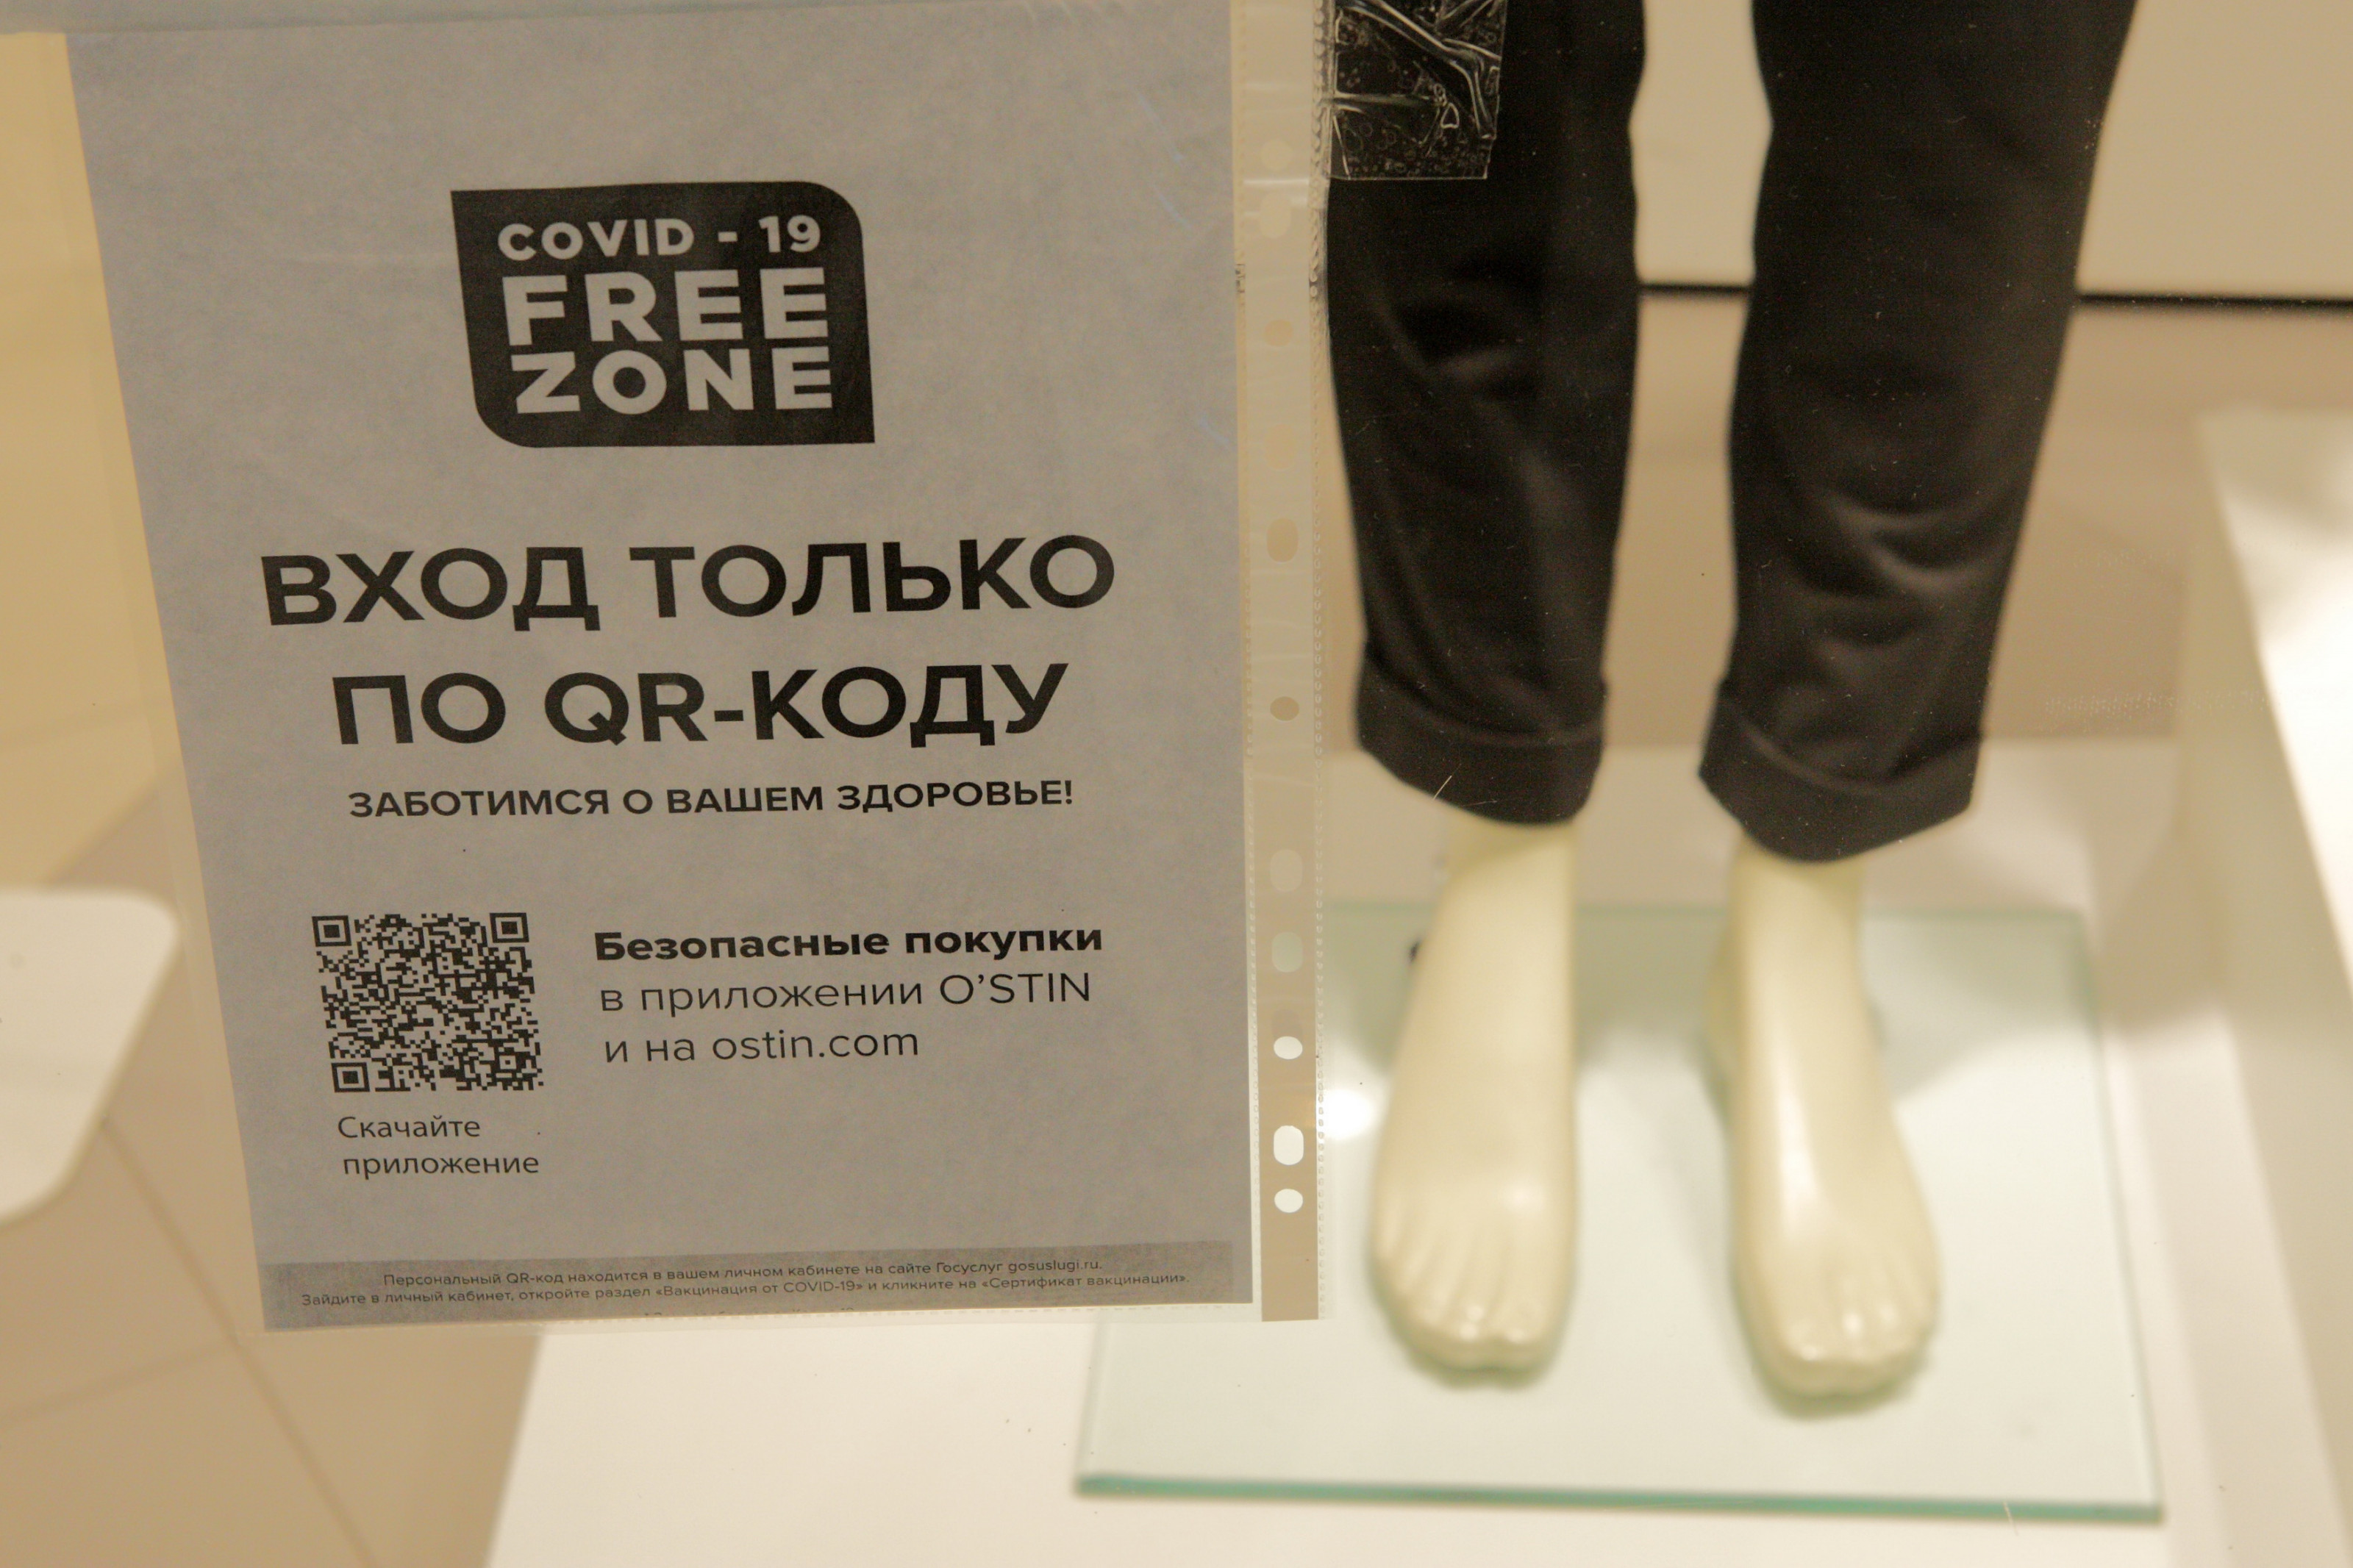 COVID - 19
FREE
ZONE
ВХОД ТОЛЬКО
ПО QR-КОДУ
ЗАБОТИМСЯ О ВАШЕМ ЗДОРОВЬЕ!
Безопасные покупки
в приложении O’STIN
и на ostin.com
Скачайте
приложение
Персональный QR-код находится в вашем личном кабинете на сайте Госуслуг gosuslugi.ru.
Зайдите в личный кабинет, откройте раздел «Вакцинация от COVID-19» и кликните на «Сертификат вакцинации».